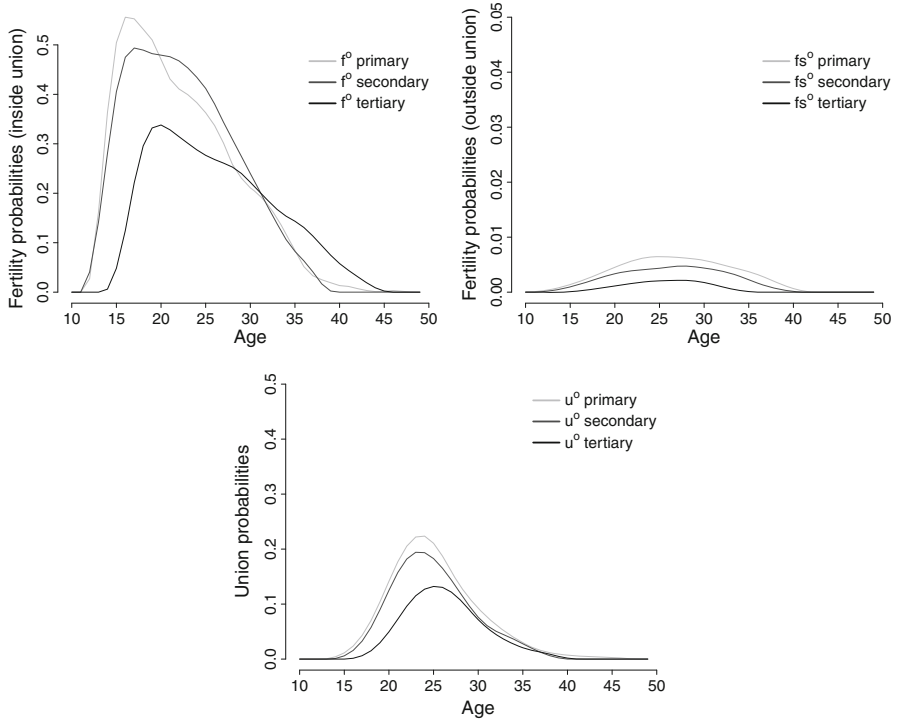 Fertility probabilities (inside union)
0.0 0.1 0.2 0.3 0.4 0.5
f° primary
f° secondary
f° tertiary
10 15 20 25 30 35 40 45 50
Age
Fertility probabilities (outside union)
0.00 0.01 0.02 0.03 0.04 0.05
fs° primary
fs° secondary
fs° tertiary
10 15 20 25 30 35 40 45 50
Age
Union probabilities
0.0 0.1 0.2 0.3 0.4 0.5
u° primary
u° secondary
u° tertiary
10 15 20 25 30 35 40 45 50
Age